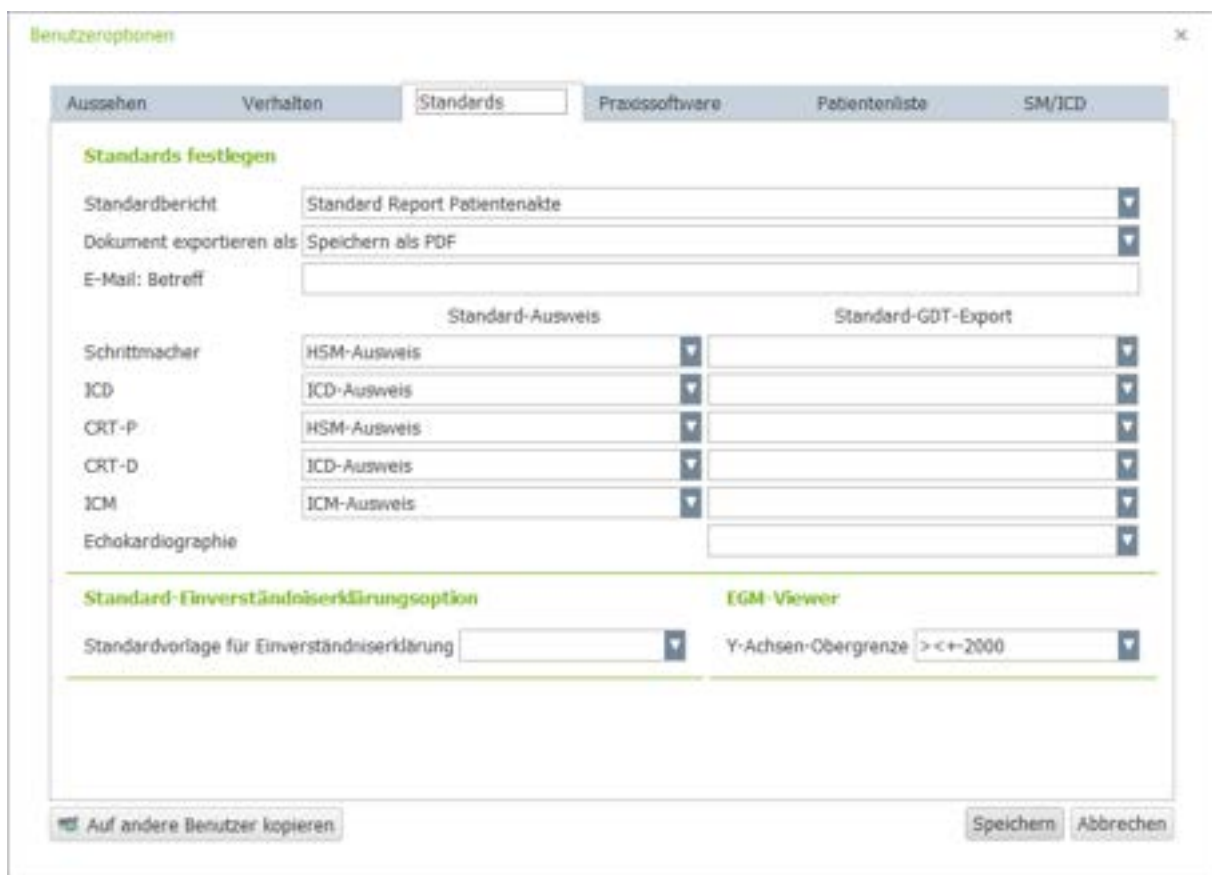 Benutzeroptionen
Aussehen Verhalten Standards Praxissoftware Patientenliste SM/ICD
Standards festlegen
Standardbericht Standard Report Patientenakte
Dokument exportieren als Speichern als PDF
E-Mail: Betreff
Standard-Ausweis Standard-GDT-Export
Schrittmacher HSM-Ausweis
ICD ICD-Ausweis
CRT-P HSM-Ausweis
CRT-D ICD-Ausweis
ICM ICM-Ausweis
Echokardiographie
Standard-Einverständniserklärungsoption EGM-Viewer
Standardvorlage für Einverständniserklärung Y-Achsen-Obergrenze ><+-2000
Auf andere Benutzer kopieren Speichern Abbrechen